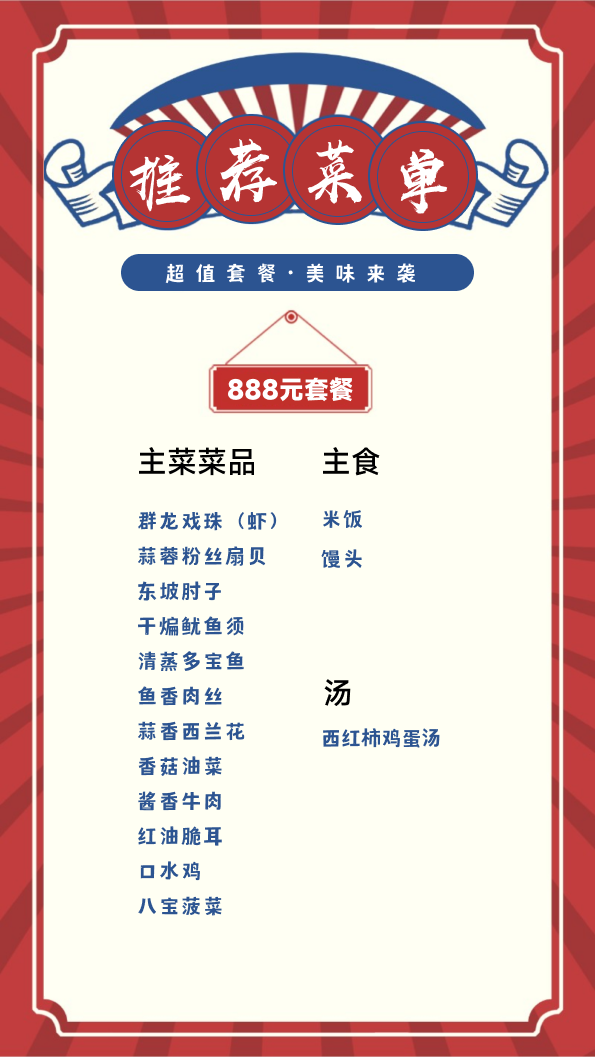 推荐菜单
超值套餐·美味来袭
888元套餐
主菜菜品
群龙戏珠（虾）
蒜蓉粉丝扇贝
东坡肘子
干煸鱿鱼须
清蒸多宝鱼
鱼香肉丝
蒜香西兰花
香菇油菜
酱香牛肉
红油脆耳
口水鸡
八宝菠菜
主食
米饭
馒头
汤
西红柿鸡蛋汤